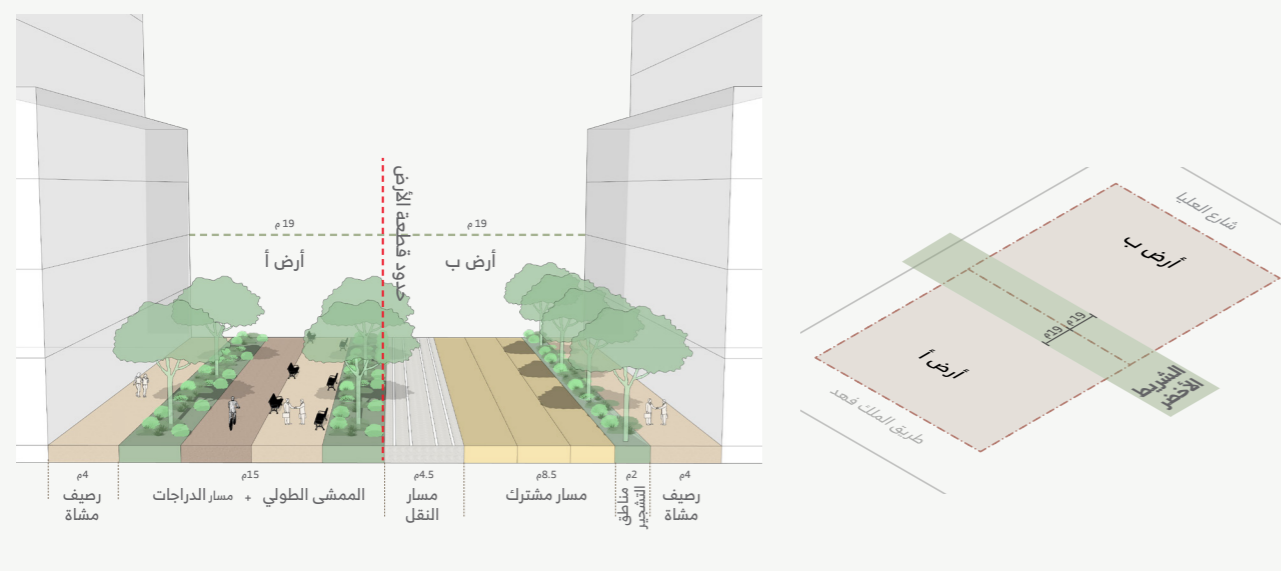 حدود قطعة الأرض
19 م
19 م
أرض ب
أرض أ
4م
2م
8.5م
4.5م
15م
4م
رصيف
مشاة
مناطق
التشجير
مسار مشترك
مسار
النقل
الممشى الطولي + مسار الدراجات
رصيف
مشاة
شارع العليا
أرض ب
19م
19م
أرض أ
الشريط
الأخضر
طريق الملك فهد